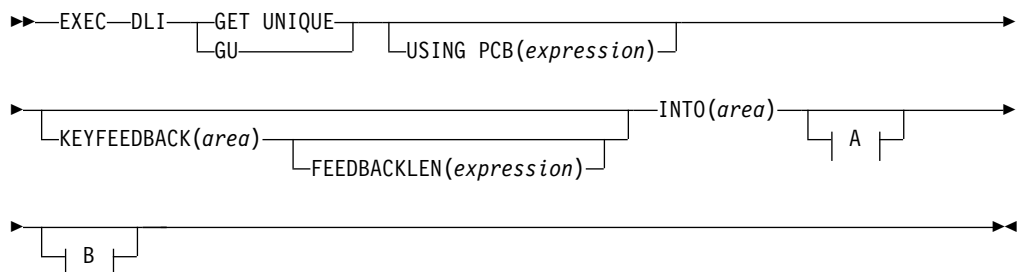 EXEC DLI GET UNIQUE
GU USING PCB(expression)
KEYFEEDBACK(area) INTO(area) A
FEEDBACKLEN(expression)
B